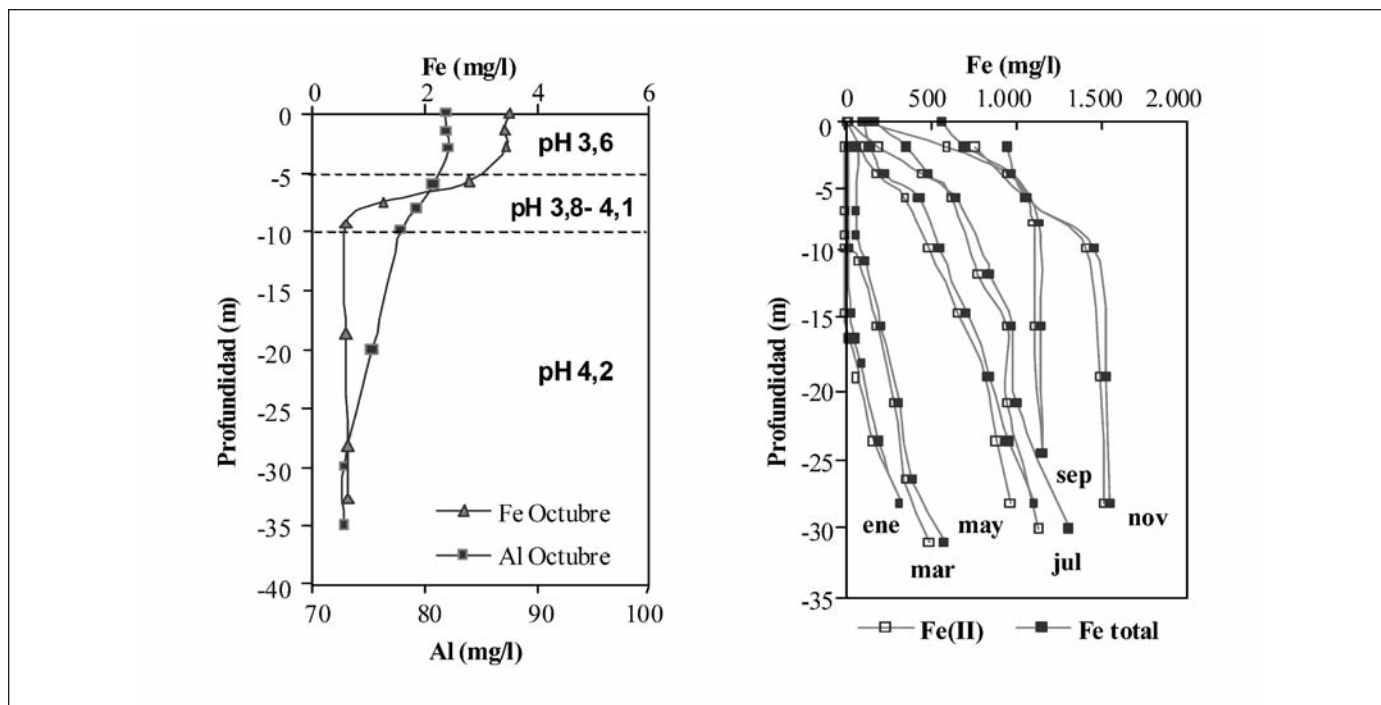 Fe (mg/l)
0 2 4 6
0
-5
-10
-15
-20
-25
-30
-35
-40
Profundidad (m)
pH 3,6
pH 3,8- 4,1
pH 4,2
Fe Octubre
Al Octubre
70 80 90 100
Al (mg/l)
Fe (mg/l)
0 500 1.000 1.500 2.000
0
-5
-10
-15
-20
-25
-30
-35
Profundidad (m)
sep
ene may nov
mar jul
Fe(II) Fe total